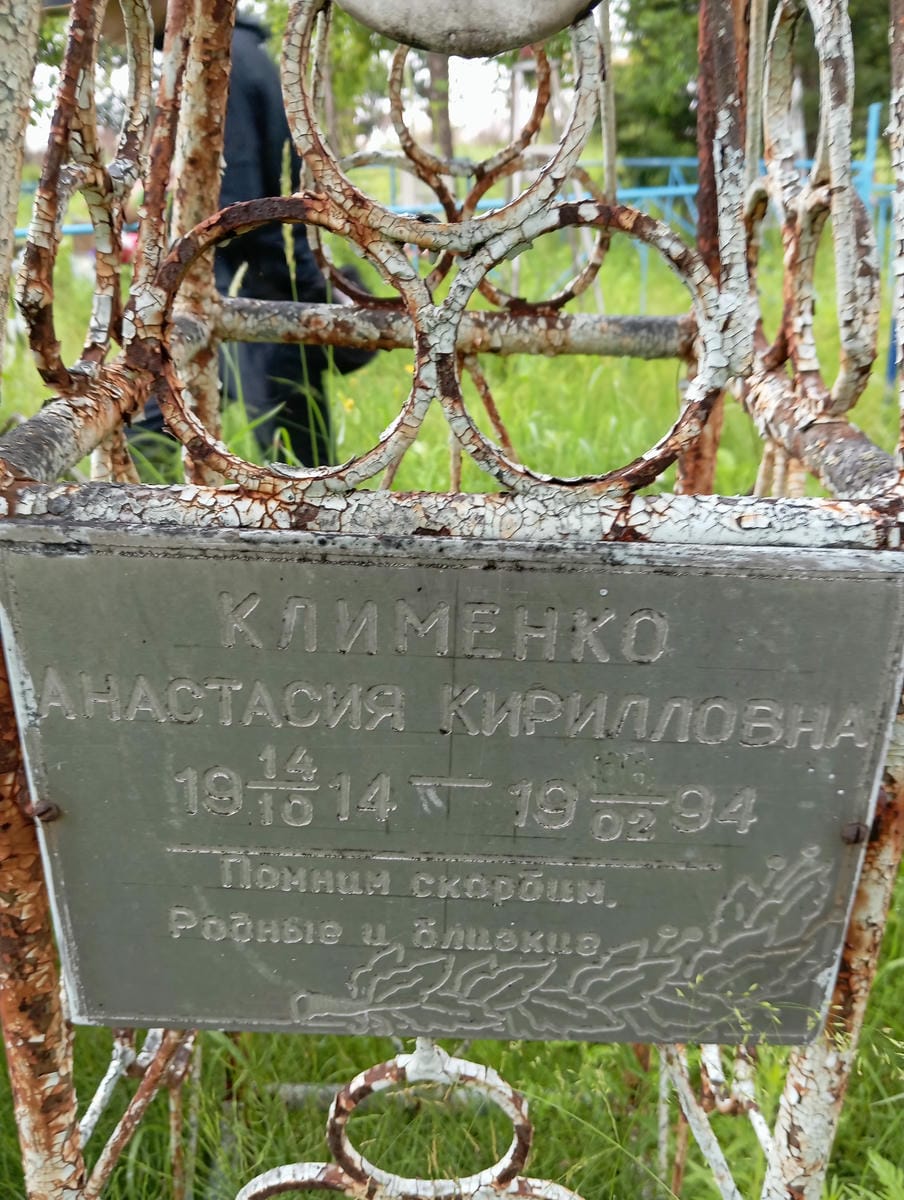 КЛИМЕНКО
АНАСТАСИЯ КИРИЛЛОВНА
19 14/10 14 — 19 /02 94
Помним скорбим.
Родные и близкие